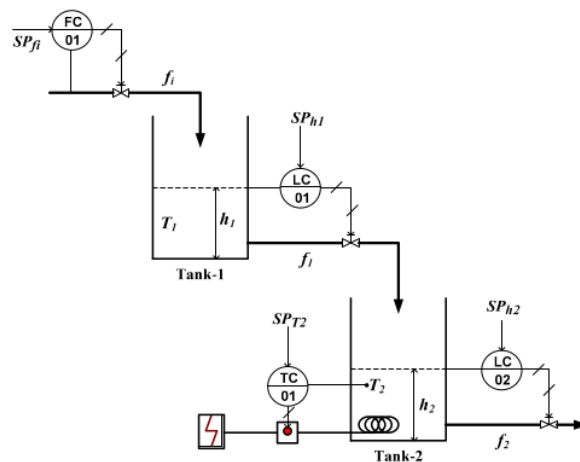 FC
01
SPfi
fi
SPh1
LC
01
T1
h1
f1
Tank-1
SPT2
SPh2
TC
01
T2
LC
02
h2
f2
Tank-2